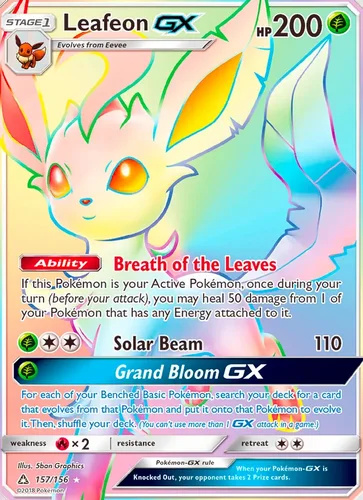 STAGE 1 Leafeon GX HP 200
Evolves from Eevee
Ability Breath of the Leaves
If this Pokémon is your Active Pokémon, once during your
turn (before your attack), you may heal 50 damage from 1 of
your Pokémon that has any Energy attached to it.
Solar Beam 110
Grand Bloom GX
For each of your Benched Basic Pokémon, search your deck for a
card that evolves from that Pokémon and put it onto that Pokémon to evolve
it. Then, shuffle your deck. (You can't use more than 1 GX attack in a game.)
weakness ×2 resistance retreat
Illus. 5ban Graphics
157/156
©2018 Pokémon
Pokémon-GX rule
When your Pokémon-GX is
Knocked Out, your opponent takes 2 Prize cards.